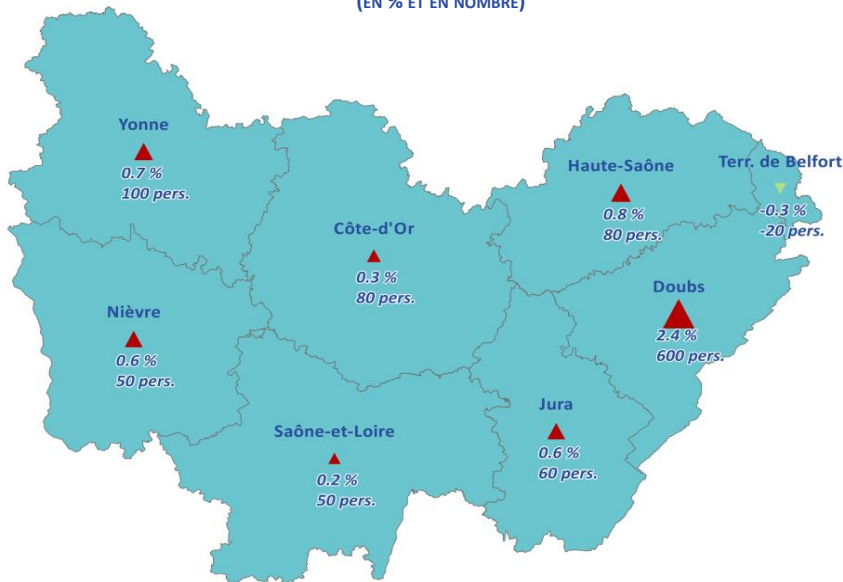 (EN % ET EN NOMBRE)
Yonne
0.7 %
100 pers.
Haute-Saône
0.8 %
80 pers.
Terr. de Belfort
-0.3 %
-20 pers.
Côte-d'Or
0.3 %
80 pers.
Doubs
2.4 %
600 pers.
Nièvre
0.6 %
50 pers.
Jura
0.6 %
60 pers.
Saône-et-Loire
0.2 %
50 pers.